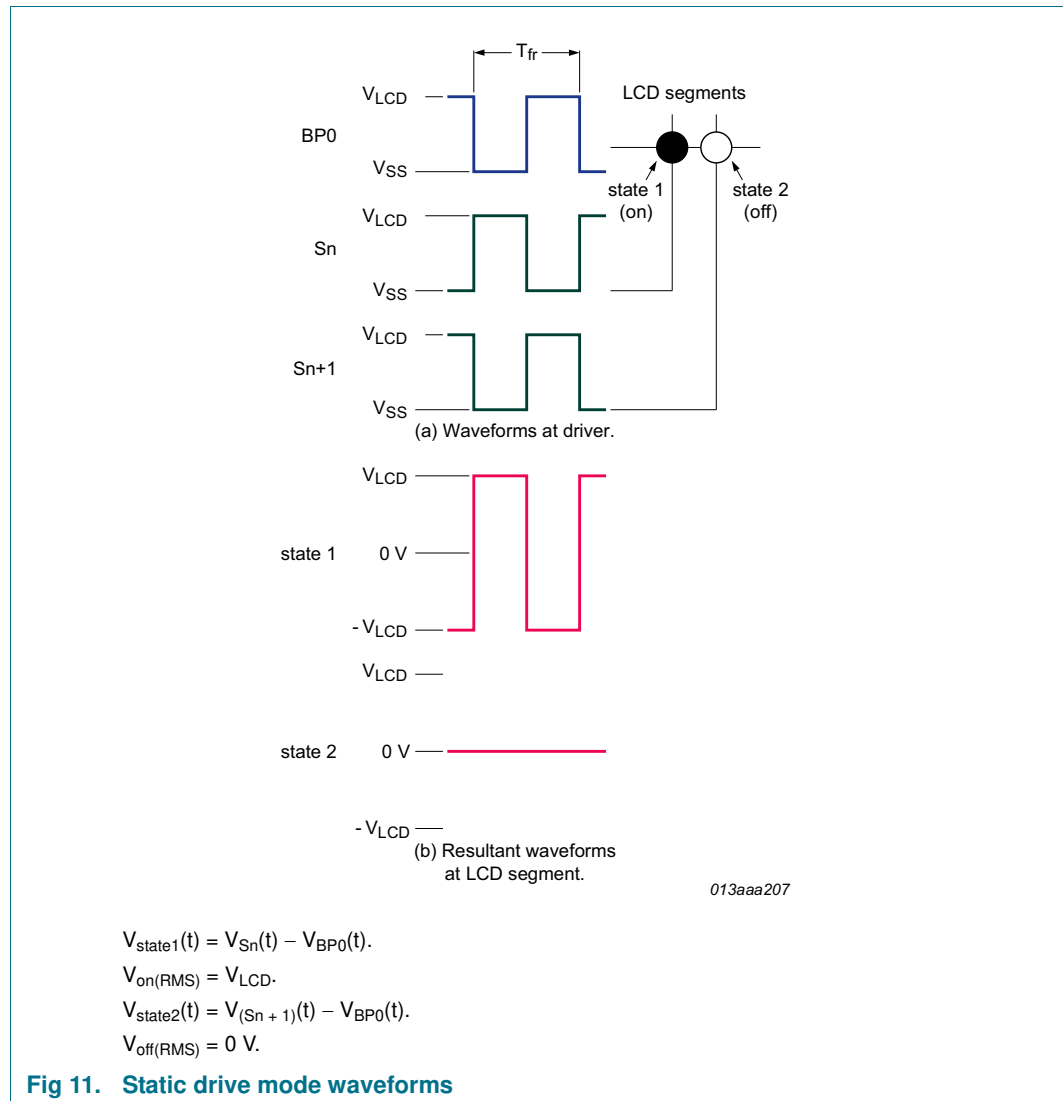 Tfr
VLCD
LCD segments
BP0
VSS
state 1
(on)
state 2
(off)
VLCD
Sn
VSS
VLCD
Sn+1
VSS
(a) Waveforms at driver.
VLCD
state 1 0 V
- VLCD
VLCD
state 2 0 V
- VLCD
(b) Resultant waveforms
at LCD segment.
013aaa207
Vstate1(t) = VSn(t) − VBP0(t).
Von(RMS) = VLCD.
Vstate2(t) = V(Sn + 1)(t) − VBP0(t).
Voff(RMS) = 0 V.
Fig 11. Static drive mode waveforms